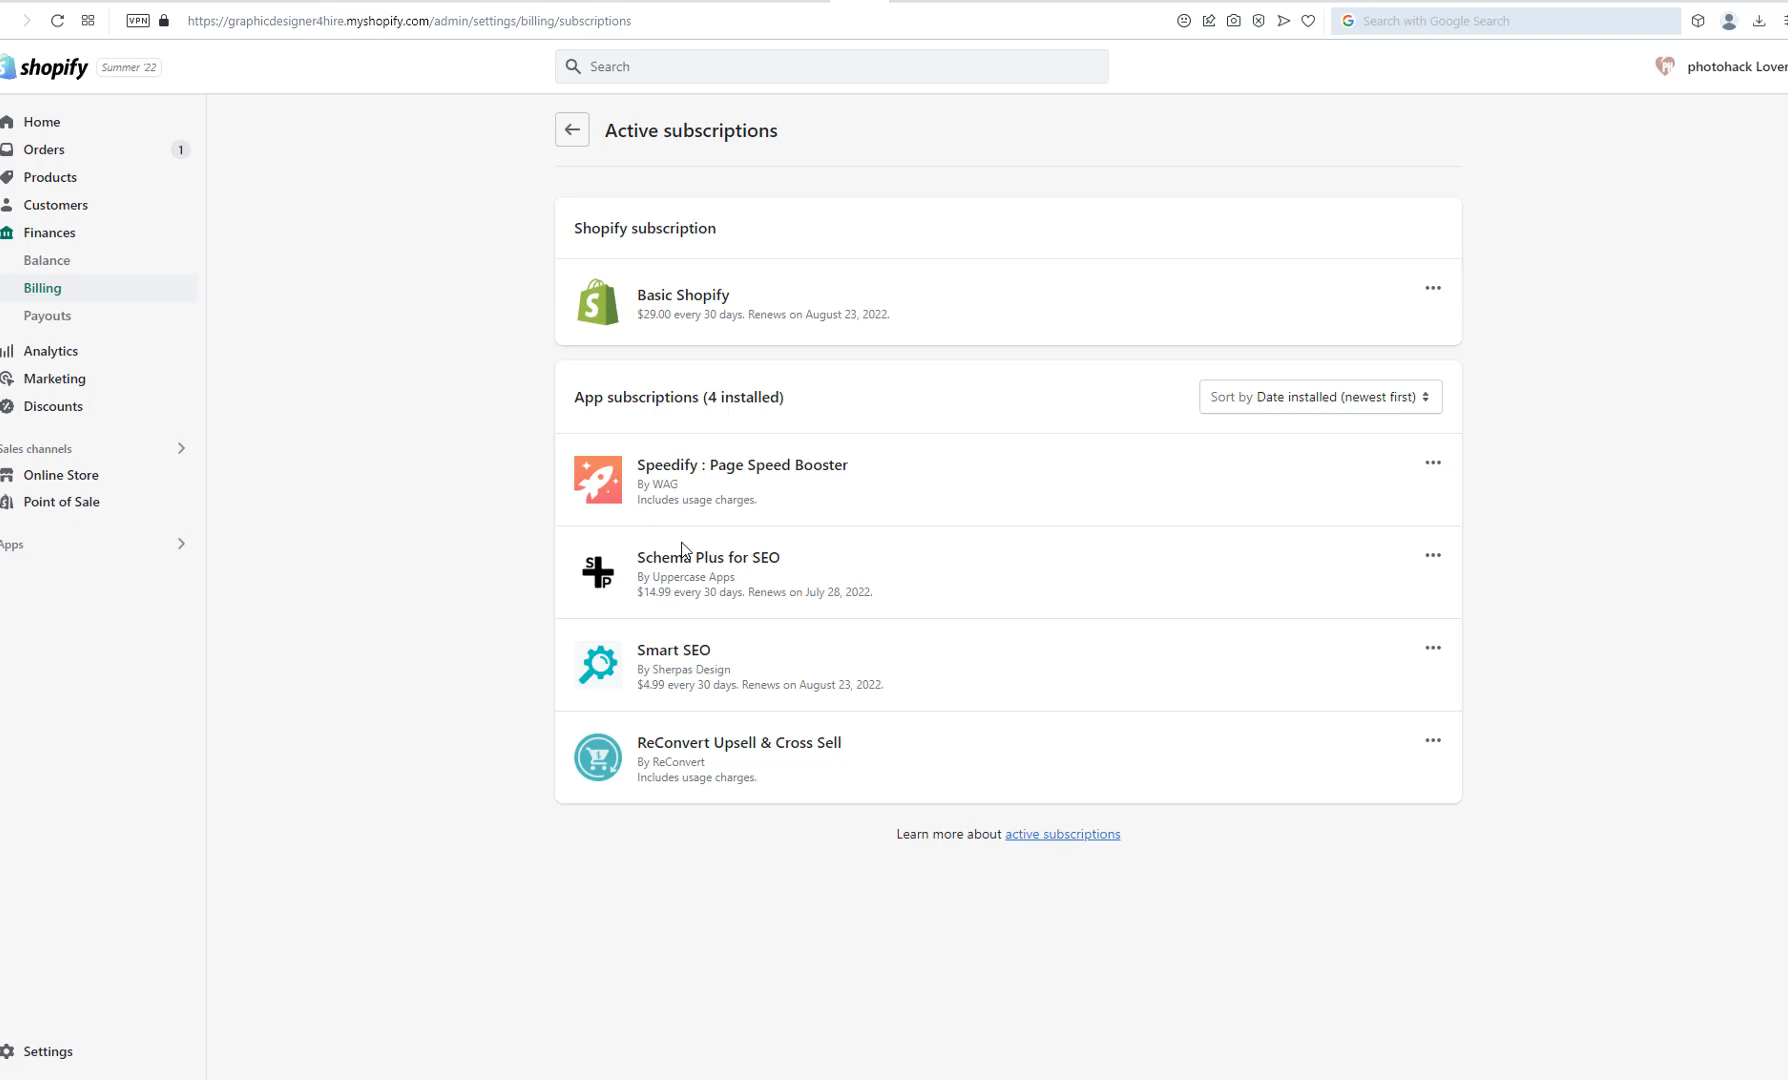 VPN
https://graphicdesigner4hire.myshopify.com/admin/settings/billing/subscriptions
G Search with Google Search
shopify
Summer '22
Search
photohack Lover
Home
Orders
1
Products
Customers
Finances
Balance
Billing
Payouts
Analytics
Marketing
Discounts
Sales channels
Online Store
Point of Sale
Apps
Settings
Active subscriptions
Shopify subscription
Basic Shopify
$29.00 every 30 days. Renews on August 23, 2022.
App subscriptions (4 installed)
Sort by Date installed (newest first)
Speedify : Page Speed Booster
By WAG
Includes usage charges.
S
P
Schema Plus for SEO
By Uppercase Apps
$14.99 every 30 days. Renews on July 28, 2022.
Smart SEO
By Sherpas Design
$4.99 every 30 days. Renews on August 23, 2022.
ReConvert Upsell & Cross Sell
By ReConvert
Includes usage charges.
Learn more about active subscriptions